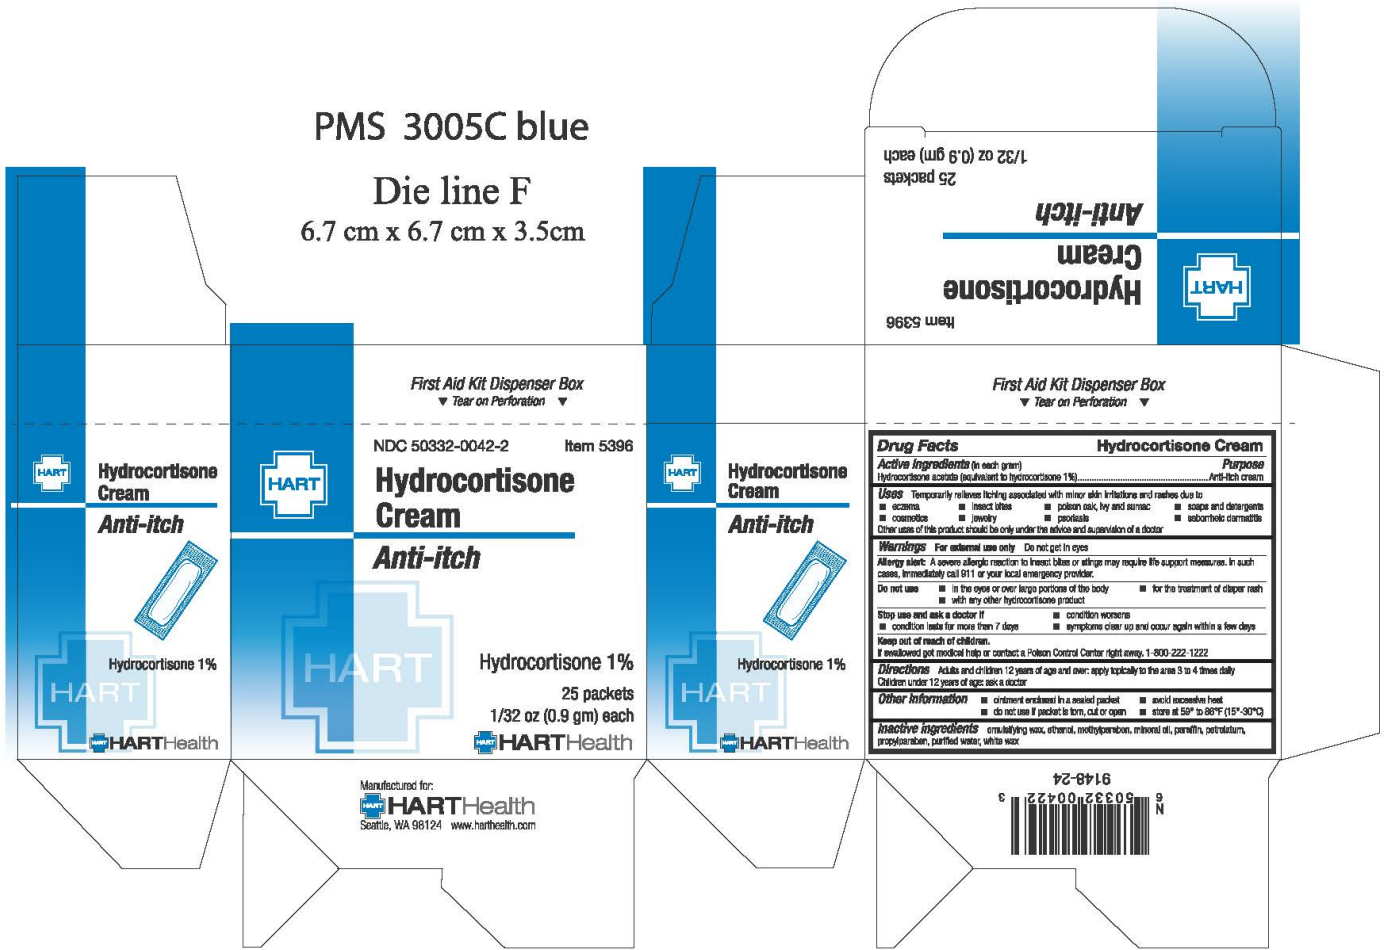 PMS 3005C blue
Die line F
6.7 cm x 6.7 cm x 3.5cm
1/32 oz (0.9 gm) each
25 packets
Anti-itch
Hydrocortisone
Cream
HART
Item 5396
HART
Hydrocortisone
Cream
Anti-itch
Hydrocortisone 1%
HART
HART HARTHealth
First Aid Kit Dispenser Box
▼ Tear on Perforation ▼
NDC 50332-0042-2 Item 5396
HART
Hydrocortisone
Cream
Anti-itch
HART
Hydrocortisone 1%
25 packets
1/32 oz (0.9 gm) each
HART HARTHealth
Manufactured for:
HART HARTHealth
Seattle, WA 98124 www.harthealth.com
HART
Hydrocortisone
Cream
Anti-itch
Hydrocortisone 1%
HART
HART HARTHealth
First Aid Kit Dispenser Box
▼ Tear on Perforation ▼
Drug Facts Hydrocortisone Cream
Active ingredients (in each gram) Purpose
Hydrocortisone acetate (equivalent to hydrocortisone 1%)....................Anti-itch cream
Uses Temporarily relieves itching associated with minor skin irritations and rashes due to
■ eczema ■ insect bites ■ poison oak, ivy and sumac ■ soaps and detergents
■ cosmetics ■ jewelry ■ psoriasis ■ seborrheic dermatitis
Other uses of this product should be only under the advice and supervision of a doctor
Warnings For external use only Do not get in eyes
Allergy alert: A severe allergic reaction to insect bites or stings may require life support measures. In such
cases, immediately call 911 or your local emergency provider.
Do not use ■ in the eyes or over large portions of the body ■ for the treatment of diaper rash
■ with any other hydrocortisone product
Stop use and ask a doctor if ■ condition worsens
■ condition lasts for more than 7 days ■ symptoms clear up and occur again within a few days
Keep out of reach of children.
If swallowed get medical help or contact a Poison Control Center right away. 1-800-222-1222
Directions Adults and children 12 years of age and over: apply topically to the area 3 to 4 times daily
Children under 12 years of age: ask a doctor
Other information ■ ointment enclosed in a sealed packet ■ avoid excessive heat
■ do not use if packet is torn, cut or open ■ store at 59° to 86°F (15°-30°C)
Inactive ingredients emulsifying wax, ethanol, methylparaben, mineral oil, paraffin, petrolatum,
propylparaben, purified water, white wax
N
6 50332 00422 3
9148-24